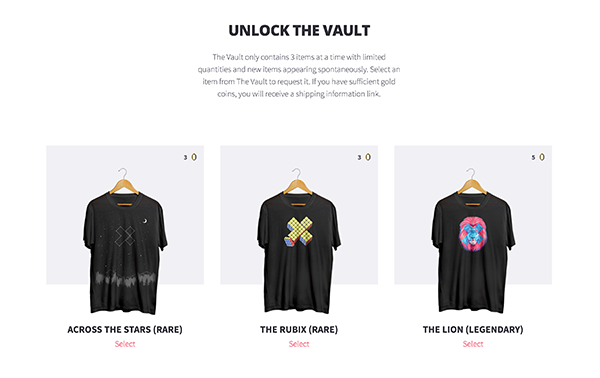 UNLOCK THE VAULT
The Vault only contains 3 items at a time with limited
quantities and new items appearing spontaneously. Select an
item from The Vault to request it. If you have sufficient gold
coins, you will receive a shipping information link.
3
3
5
ACROSS THE STARS (RARE)
THE RUBIX (RARE)
THE LION (LEGENDARY)
Select
Select
Select